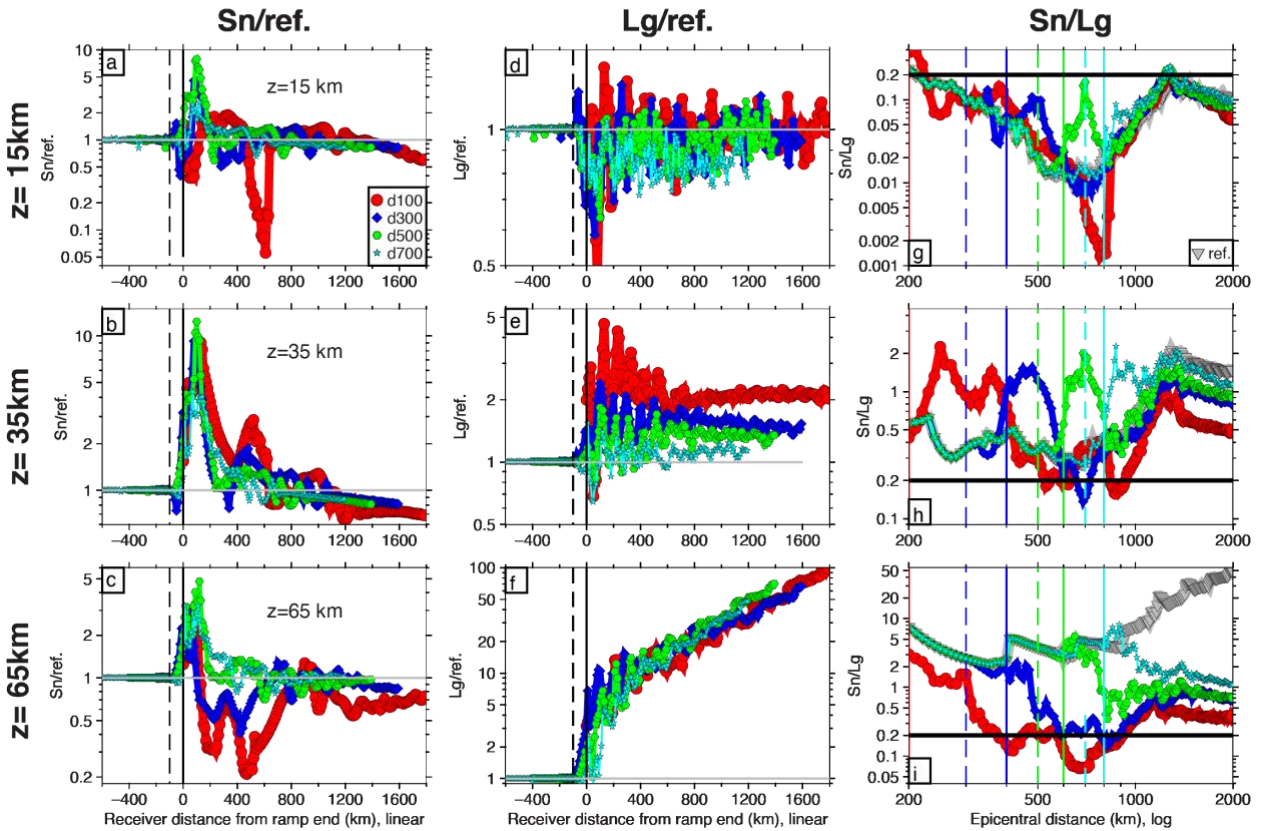 Sn/ref. Lg/ref. Sn/Lg
z= 15km
z= 35km
z= 65km
a
z=15 km
Sn/ref.
10
5
2
1
0.5
0.2
0.1
0.05
d100
d300
d500
d700
−400 0 400 800 1200 1600
d
Lg/ref.
1
0.5
−400 0 400 800 1200 1600
g
Sn/Lg
0.2
0.1
0.05
0.02
0.01
0.005
0.002
0.001
ref.
200 500 1000 2000
b
z=35 km
Sn/ref.
10
5
2
1
−400 0 400 800 1200 1600
e
Lg/ref.
5
2
1
0.5
−400 0 400 800 1200 1600
h
Sn/Lg
2
1
0.5
0.2
0.1
200 500 1000 2000
c
z=65 km
Sn/ref.
5
2
1
0.5
0.2
−400 0 400 800 1200 1600
Receiver distance from ramp end (km), linear
f
Lg/ref.
100
50
20
10
5
2
1
−400 0 400 800 1200 1600
Receiver distance from ramp end (km), linear
i
Sn/Lg
50
20
10
5
2
1
0.5
0.2
0.1
0.05
200 500 1000 2000
Epicentral distance (km), log